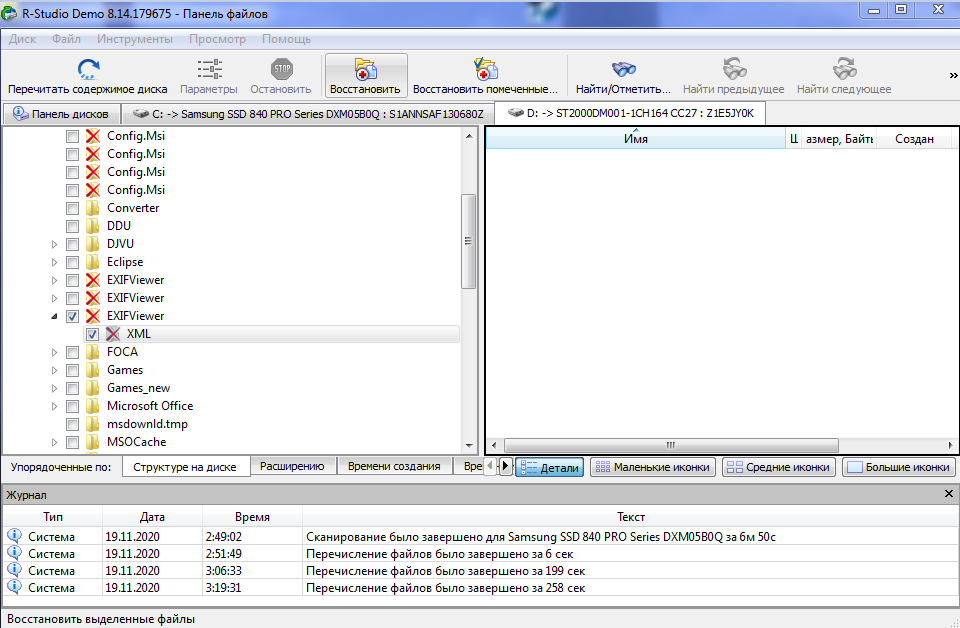 R-Studio Demo 8.14.179675 - Панель файлов
Диск Файл Инструменты Просмотр Помощь
STOP
Перечитать содержимое диска Параметры Остановить Восстановить Восстановить помеченные... Найти/Отметить... Найти предыдущее Найти следующее
Панель дисков C: -> Samsung SSD 840 PRO Series DXM05B0Q : S1ANNSAF130680Z D: -> ST2000DM001-1CH164 CC27 : Z1E5JY0K
Имя Ц азмер, Байты Создан
Config.Msi
Config.Msi
Config.Msi
Config.Msi
Converter
DDU
DJVU
Eclipse
EXIFViewer
EXIFViewer
EXIFViewer
XML
FOCA
Games
Games_new
Microsoft Office
msdownld.tmp
MSOCache
Упорядоченные по: Структуре на диске Расширению Времени создания Вре Детали Маленькие иконки Средние иконки Большие иконки
Журнал
Тип Дата Время Текст
Система 19.11.2020 2:49:02 Сканирование было завершено для Samsung SSD 840 PRO Series DXM05B0Q за 6м 50с
Система 19.11.2020 2:51:49 Перечисление файлов было завершено за 6 сек
Система 19.11.2020 3:06:33 Перечисление файлов было завершено за 199 сек
Система 19.11.2020 3:19:31 Перечисление файлов было завершено за 258 сек
Восстановить выделенные файлы